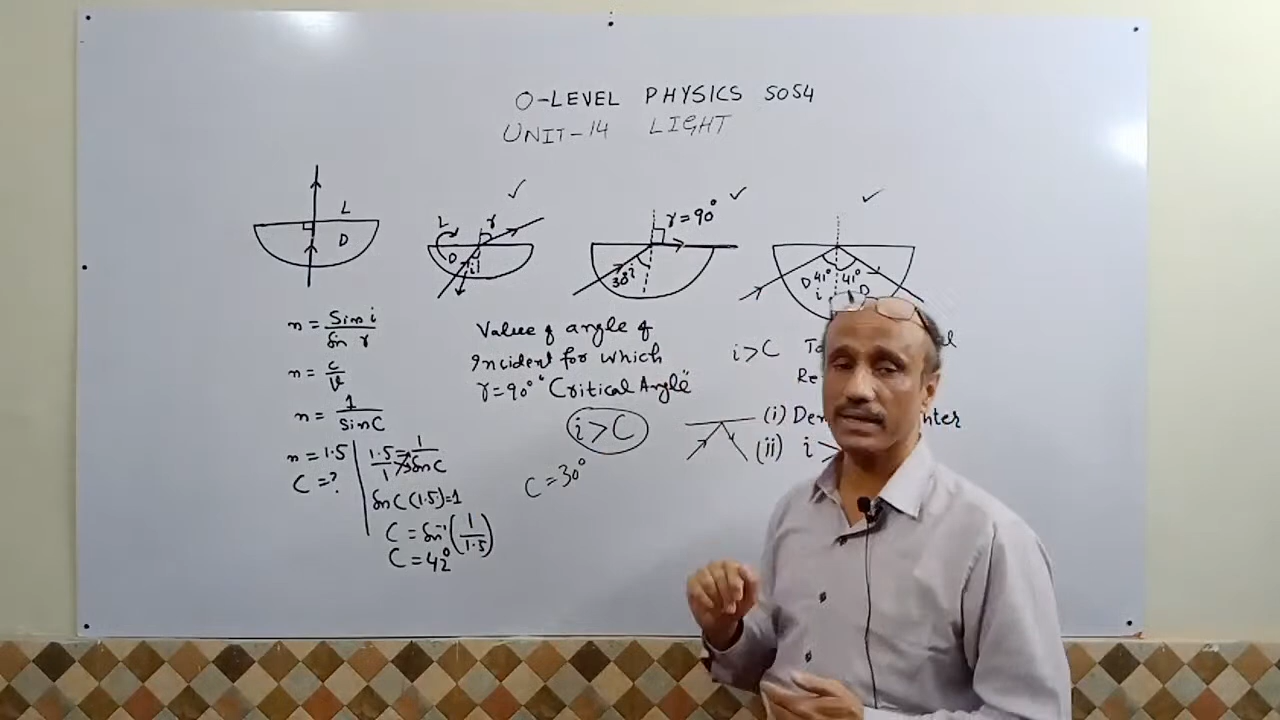 O-LEVEL PHYSICS 5054
UNIT-14 LIGHT
L
D
L
r
D
i
✓
r=90°
30° i
✓
✓
D 41° 41° D
i
n = Sin i / Sin r
n = c / v
n = 1 / sinC
n = 1.5
C = ?
1.5 / 1 = 1 / SinC
SinC (1.5) = 1
C = Sin⁻¹ (1 / 1.5)
C = 42°
Value of angle of
Incident for which
r=90° "Critical Angle"
i > C
C = 30°
i > C
(i) Den
(ii) i >